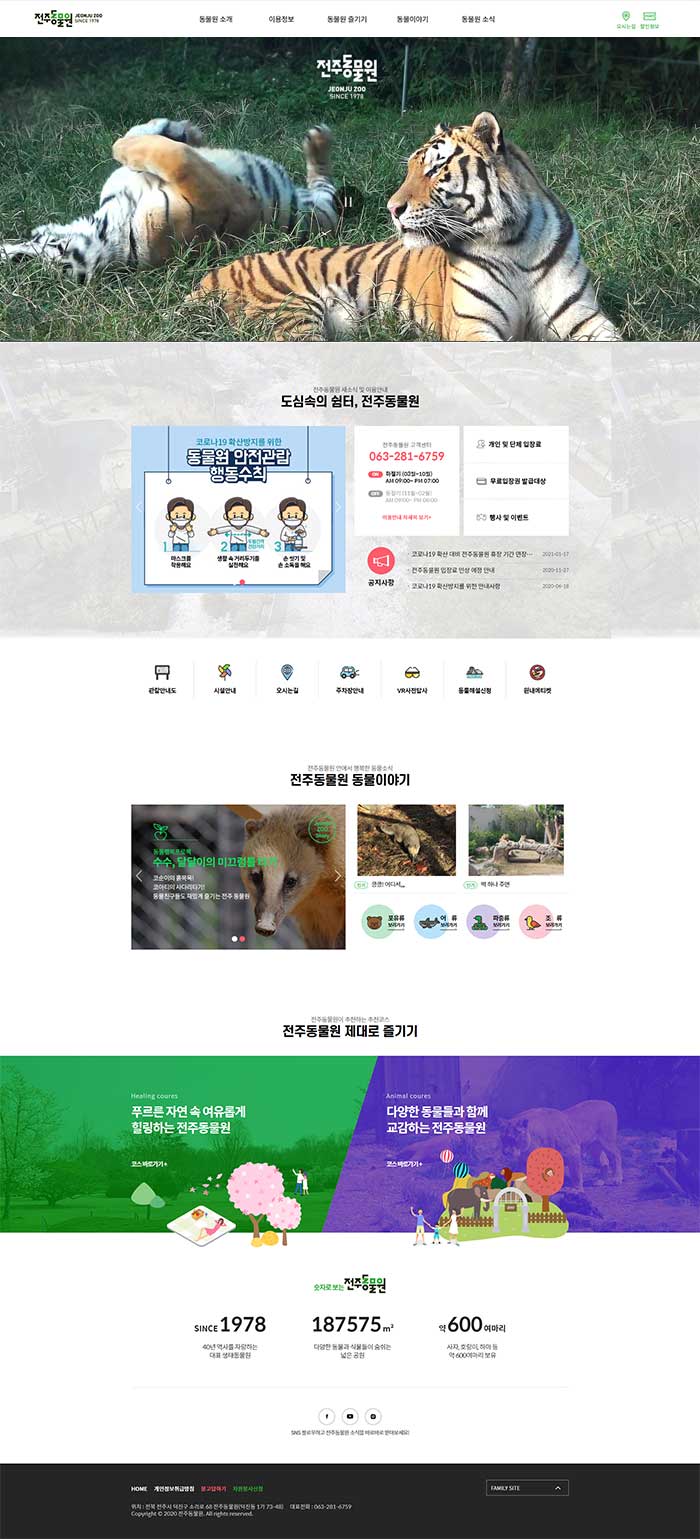 전주동물원 JEONJU ZOO
SINCE 1978
동물원 소개 이용정보 동물원 즐기기 동물이야기 동물원 소식
오시는길 할인정보
전주동물원
JEONJU ZOO
SINCE 1978
전주동물원 새소식 및 이용안내
도심속의 쉼터, 전주동물원
코로나19 확산방지를 위한
동물원 안전관람
행동수칙
1 마스크를
착용해요
2 생활 속 거리두기를
실천해요
3 손 씻기 및
손 소독을 해요
전주동물원 고객센터
063-281-6759
ON 하절기 (03월~10월)
AM 09:00~ PM 07:00
OFF 동절기 (11월~02월)
AM 09:00~ PM 06:00
이용안내 자세히 보기+
개인 및 단체 입장료
무료입장권 발급대상
행사 및 이벤트
공지사항
· 코로나19 확산 대비 전주동물원 휴장 기간 연장… 2021-01-17
· 전주동물원 입장료 인상 예정 안내 2020-11-27
· 코로나19 확산방지를 위한 안내사항 2020-04-18
관람안내도
시설안내
오시는길
주차장안내
VR사전답사
동물해설신청
원내에티켓
전주동물원 안에서 행복한 동물소식
전주동물원 동물이야기
동물행복프로젝
수수, 달달이의 미끄럼틀 타기
코순이의 훌쭉목!
코아티의 사다리타기!
동물친구들도 재밌게 즐기는 전주 동물원
ZOO
Story
인기 킁킁! 어디서,,,
인기 백 하나 주면
포유류
보러가기
어 류
보러가기
파충류
보러가기
조 류
보러가기
전주동물원이 추천하는 추천코스
전주동물원 제대로 즐기기
Healing coures
푸르른 자연 속 여유롭게
힐링하는 전주동물원
코스 바로가기 +
Animal coures
다양한 동물들과 함께
교감하는 전주동물원
코스 바로가기 +
숫자로 보는 전주동물원
SINCE 1978
40년 역사를 자랑하는
대표 생태동물원
187575 m²
다양한 동물과 식물들이 숨쉬는
넓은 공원
약 600 여마리
사자, 호랑이, 하마 등
약 600여마리 보유
SNS 팔로우하고 전주동물원 소식을 바로바로 받아보세요!
HOME 개인정보취급방침 묻고답하기 자원봉사신청
FAMILY SITE
위치 : 전북 전주시 덕진구 소리로 68 전주동물원(덕진동 1가 73-48) 대표전화 : 063-281-6759
Copyright © 2020 전주동물원. All rights reserved.